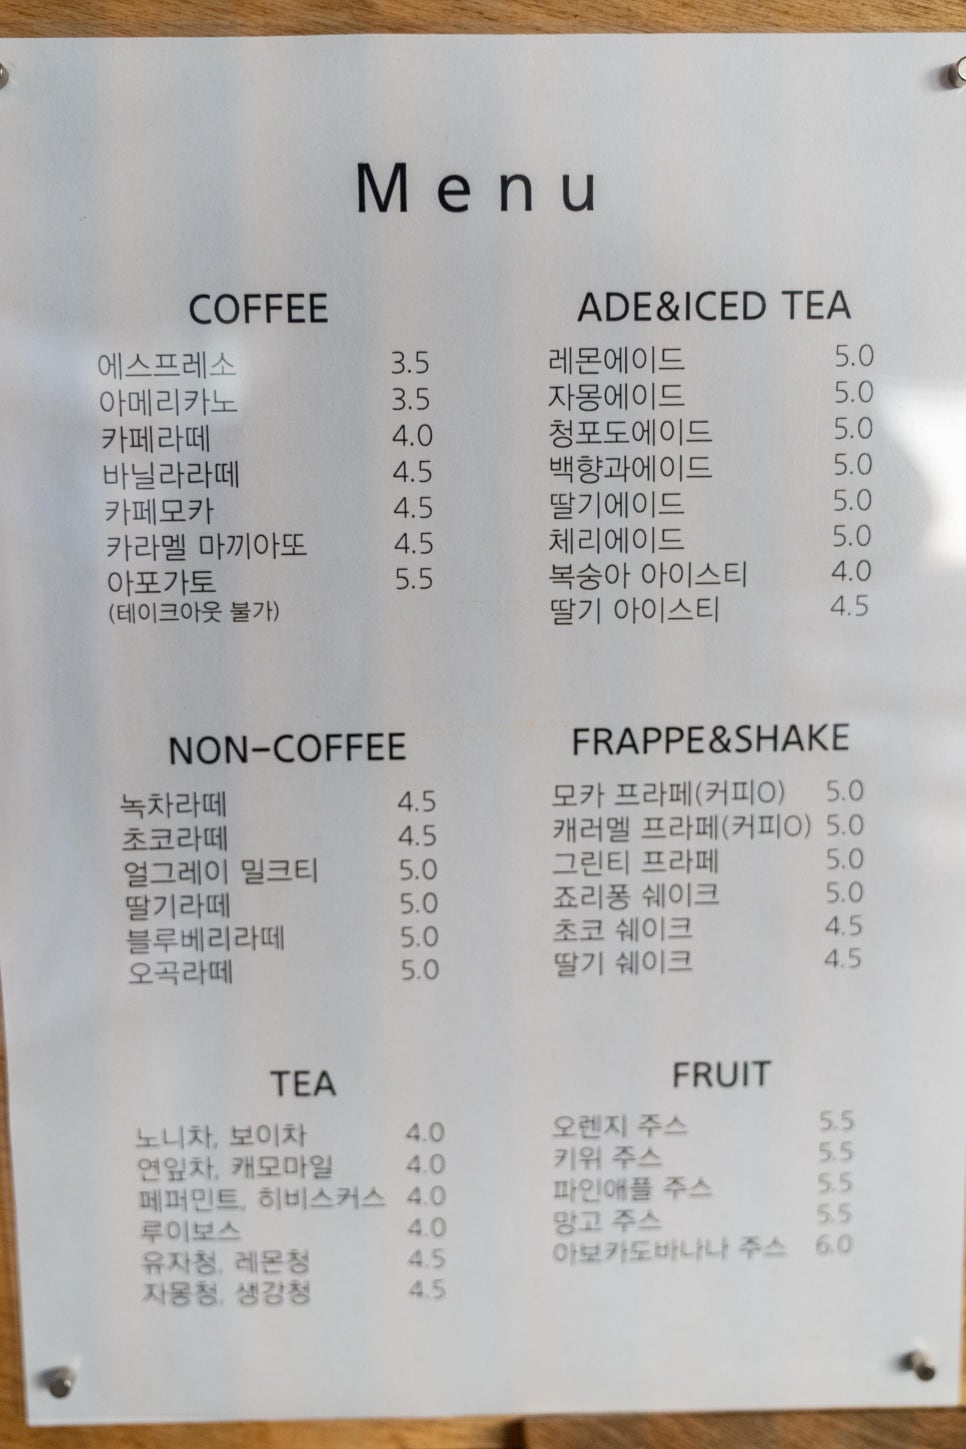 Menu
COFFEE
에스프레소 3.5
아메리카노 3.5
카페라떼 4.0
바닐라라떼 4.5
카페모카 4.5
카라멜 마끼아또 4.5
아포가토 5.5
(테이크아웃 불가)
ADE&ICED TEA
레몬에이드 5.0
자몽에이드 5.0
청포도에이드 5.0
백향과에이드 5.0
딸기에이드 5.0
체리에이드 5.0
복숭아 아이스티 4.0
딸기 아이스티 4.5
NON-COFFEE
녹차라떼 4.5
초코라떼 4.5
얼그레이 밀크티 5.0
딸기라떼 5.0
블루베리라떼 5.0
오곡라떼 5.0
FRAPPE&SHAKE
모카 프라페(커피O) 5.0
캐러멜 프라페(커피O) 5.0
그린티 프라페 5.0
죠리퐁 쉐이크 5.0
초코 쉐이크 4.5
딸기 쉐이크 4.5
TEA
노니차, 보이차 4.0
연잎차, 캐모마일 4.0
페퍼민트, 히비스커스 4.0
루이보스 4.0
유자청, 레몬청 4.5
자몽청, 생강청 4.5
FRUIT
오렌지 주스 5.5
키위 주스 5.5
파인애플 주스 5.5
망고 주스 5.5
아보카도바나나 주스 6.0